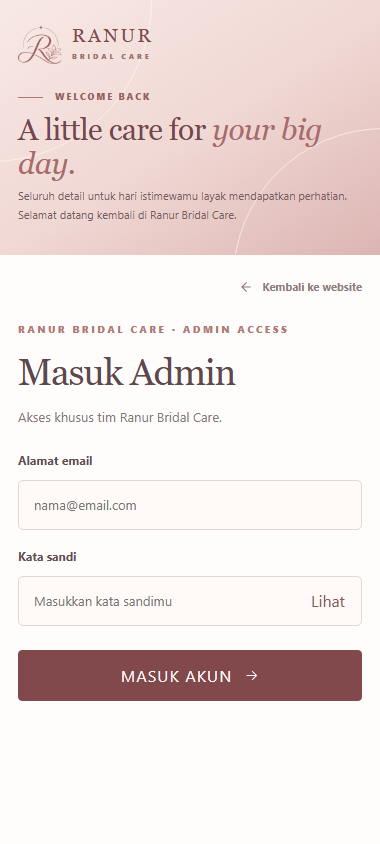 RANUR
BRIDAL CARE
WELCOME BACK
A little care for your big
day.
Seluruh detail untuk hari istimewamu layak mendapatkan perhatian.
Selamat datang kembali di Ranur Bridal Care.
← Kembali ke website
RANUR BRIDAL CARE · ADMIN ACCESS
Masuk Admin
Akses khusus tim Ranur Bridal Care.
Alamat email
nama@email.com
Kata sandi
Masukkan kata sandimu Lihat
MASUK AKUN →